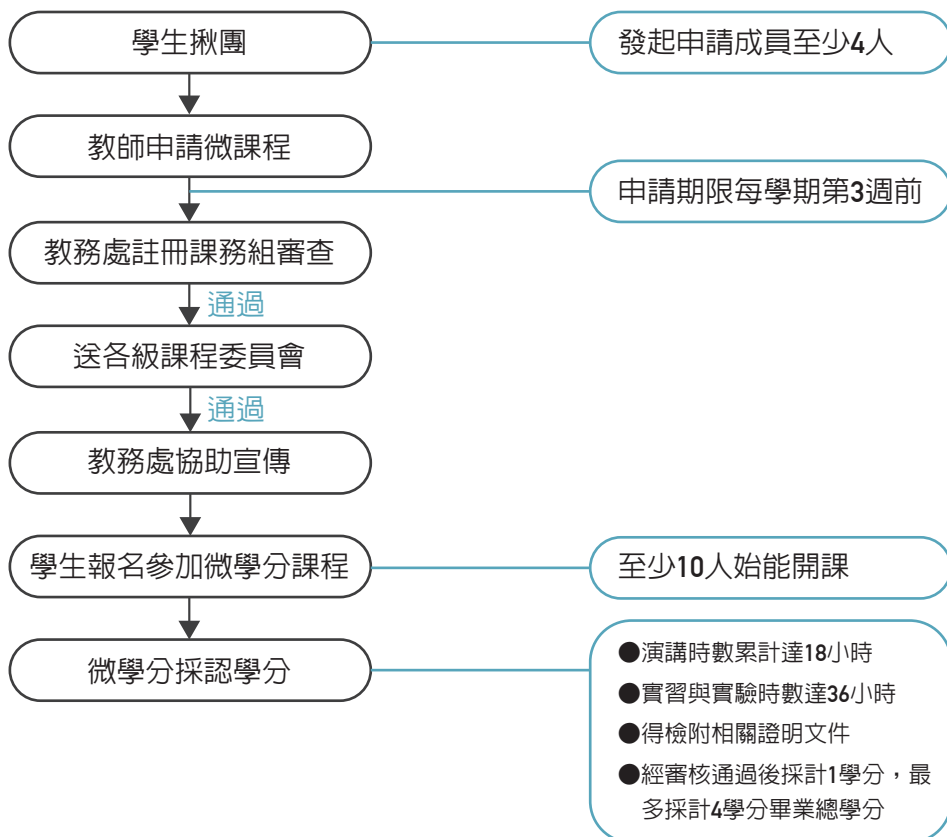 學生揪團
發起申請成員至少4人
教師申請微課程
申請期限每學期第3週前
教務處註冊課務組審查
通過
送各級課程委員會
通過
教務處協助宣傳
學生報名參加微學分課程
至少10人始能開課
微學分採認學分
●演講時數累計達18小時
●實習與實驗時數達36小時
●得檢附相關證明文件
●經審核通過後採計1學分，最
多採計4學分畢業總學分